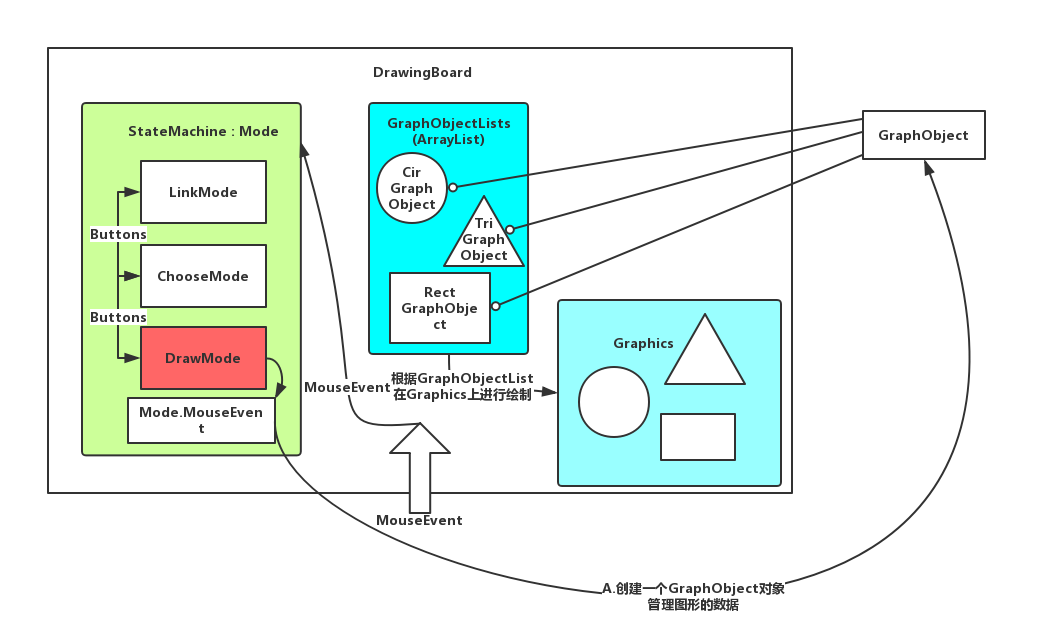 DrawingBoard
StateMachine : Mode
LinkMode
Buttons
ChooseMode
Buttons
DrawMode
Mode.MouseEven
t
GraphObjectLists
(ArrayList)
Cir
Graph
Object
Tri
Graph
Object
Rect
GraphObje
ct
GraphObject
Graphics
MouseEvent
根据GraphObjectList
在Graphics上进行绘制
MouseEvent
A.创建一个GraphObject对象
管理图形的数据